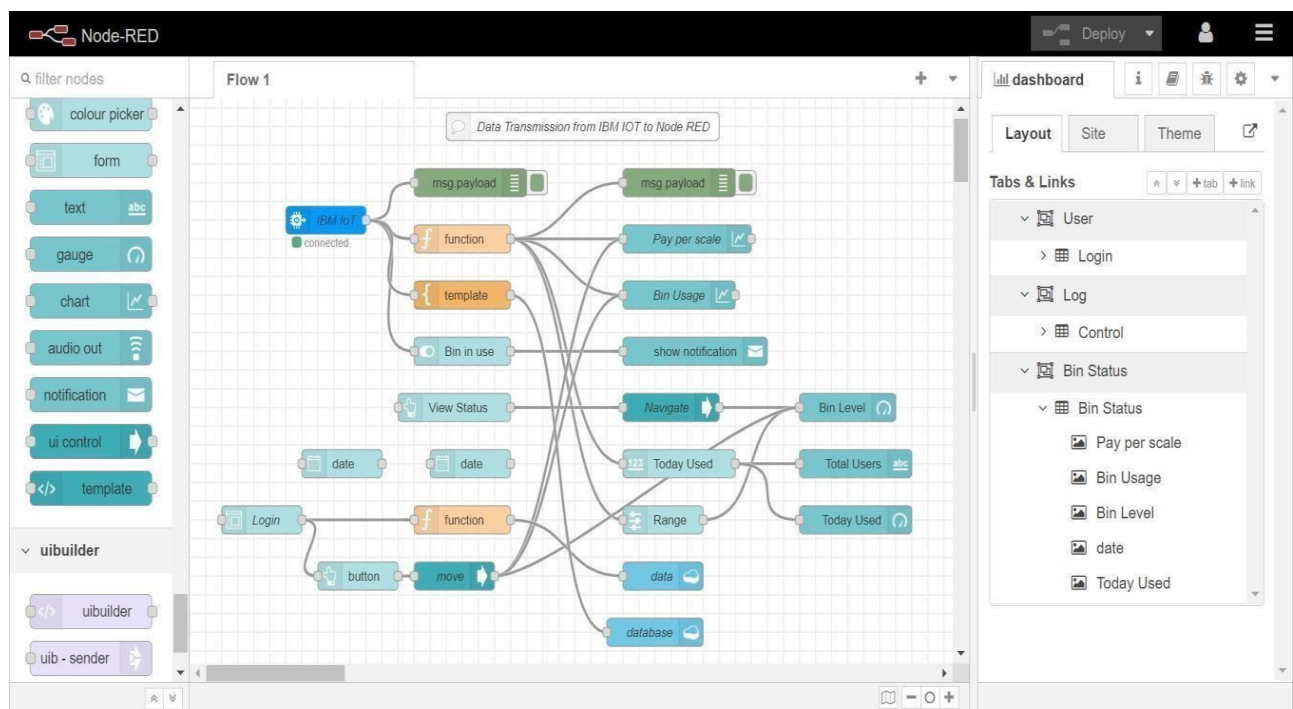 Node-RED
Deploy
filter nodes
Flow 1
dashboard
i
colour picker
form
text
abc
gauge
chart
audio out
notification
ui control
</> template
uibuilder
</> uibuilder
uib - sender
Data Transmission from IBM IOT to Node RED
msg.payload
msg.payload
IBM IoT
connected
f function
Pay per scale
{ template
Bin Usage
Bin in use
show notification
View Status
Navigate
Bin Level
date
date
123 Today Used
Total Users abc
Login
f function
Range
Today Used
button
move
data
database
Layout
Site
Theme
Tabs & Links
+ tab
+ link
User
Login
Log
Control
Bin Status
Bin Status
Pay per scale
Bin Usage
Bin Level
date
Today Used